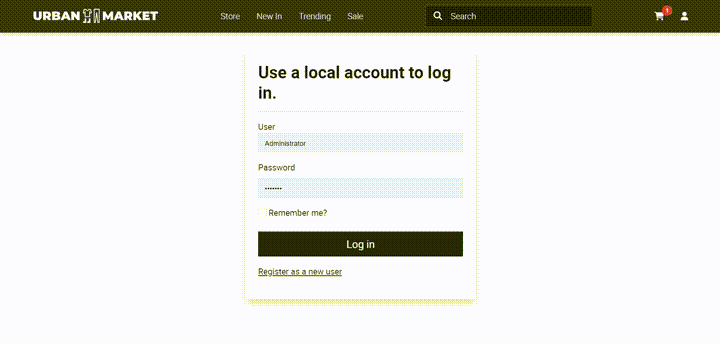 URBAN MARKET Store New In Trending Sale Search 1
Use a local account to log
in.
User
Administrator
Password
•••••••
Remember me?
Log in
Register as a new user